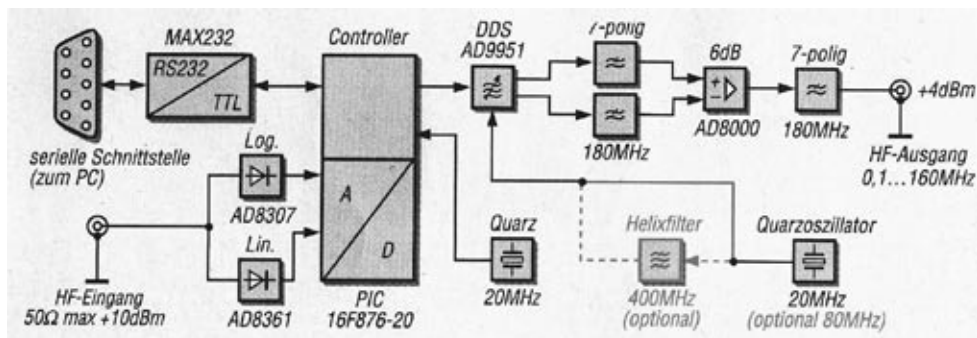 MAX232
RS232
TTL
serielle Schnittstelle
(zum PC)
Controller
A
D
PIC
16F876-20
Log.
AD8307
Lin.
AD8361
HF-Eingang
50Ω max +10dBm
DDS
AD9951
7-polig
180MHz
6dB
AD8000
7-polig
180MHz
+4dBm
HF-Ausgang
0,1...160MHz
Quarz
20MHz
Helixfilter
400MHz
(optional)
Quarzoszillator
20MHz
(optional 80MHz)